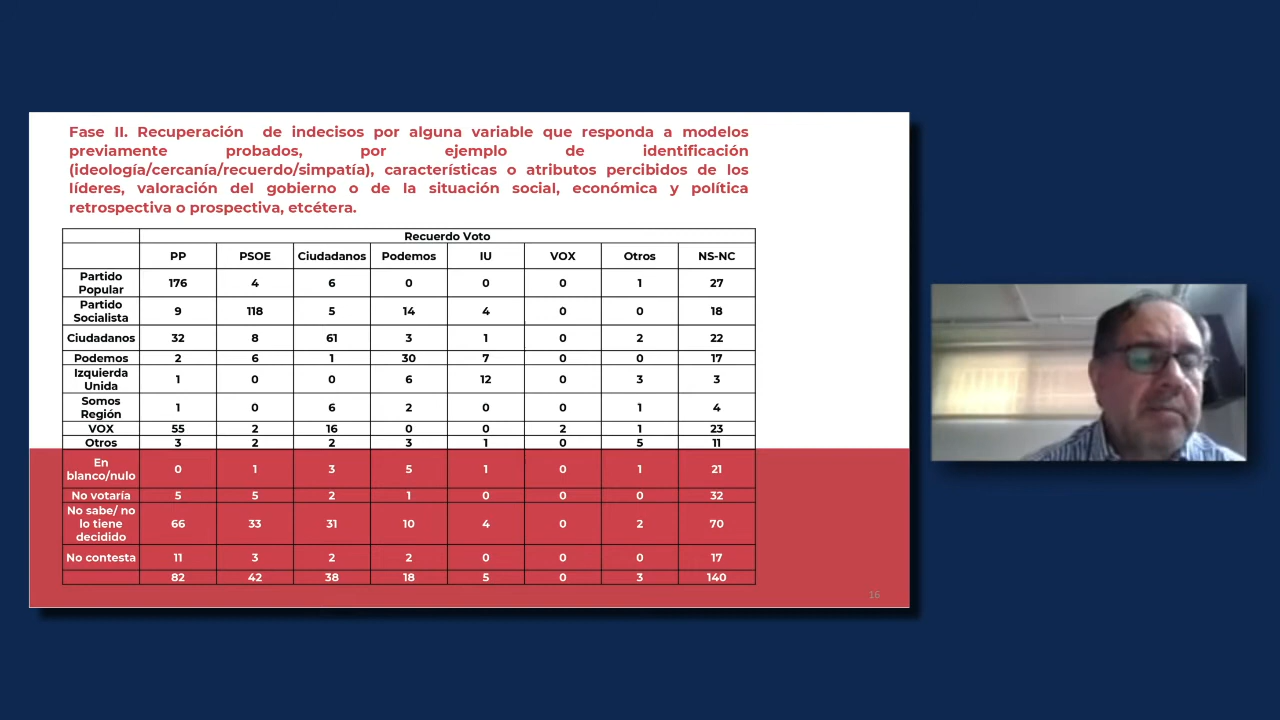 Fase II. Recuperación de indecisos por alguna variable que responda a modelos
previamente probados, por ejemplo de identificación
(ideología/cercanía/recuerdo/simpatía), características o atributos percibidos de los
líderes, valoración del gobierno o de la situación social, económica y política
retrospectiva o prospectiva, etcétera.
Recuerdo Voto
PP PSOE Ciudadanos Podemos IU VOX Otros NS-NC
Partido
Popular 176 4 6 0 0 0 1 27
Partido
Socialista 9 118 5 14 4 0 0 18
Ciudadanos 32 8 61 3 1 0 2 22
Podemos 2 6 1 30 7 0 0 17
Izquierda
Unida 1 0 0 6 12 0 3 3
Somos
Región 1 0 6 2 0 0 1 4
VOX 55 2 16 0 0 2 1 23
Otros 3 2 2 3 1 0 5 11
En
blanco/nulo 0 1 3 5 1 0 1 21
No votaría 5 5 2 1 0 0 0 32
No sabe/ no
lo tiene
decidido 66 33 31 10 4 0 2 70
No contesta 11 3 2 2 0 0 0 17
82 42 38 18 5 0 3 140
16